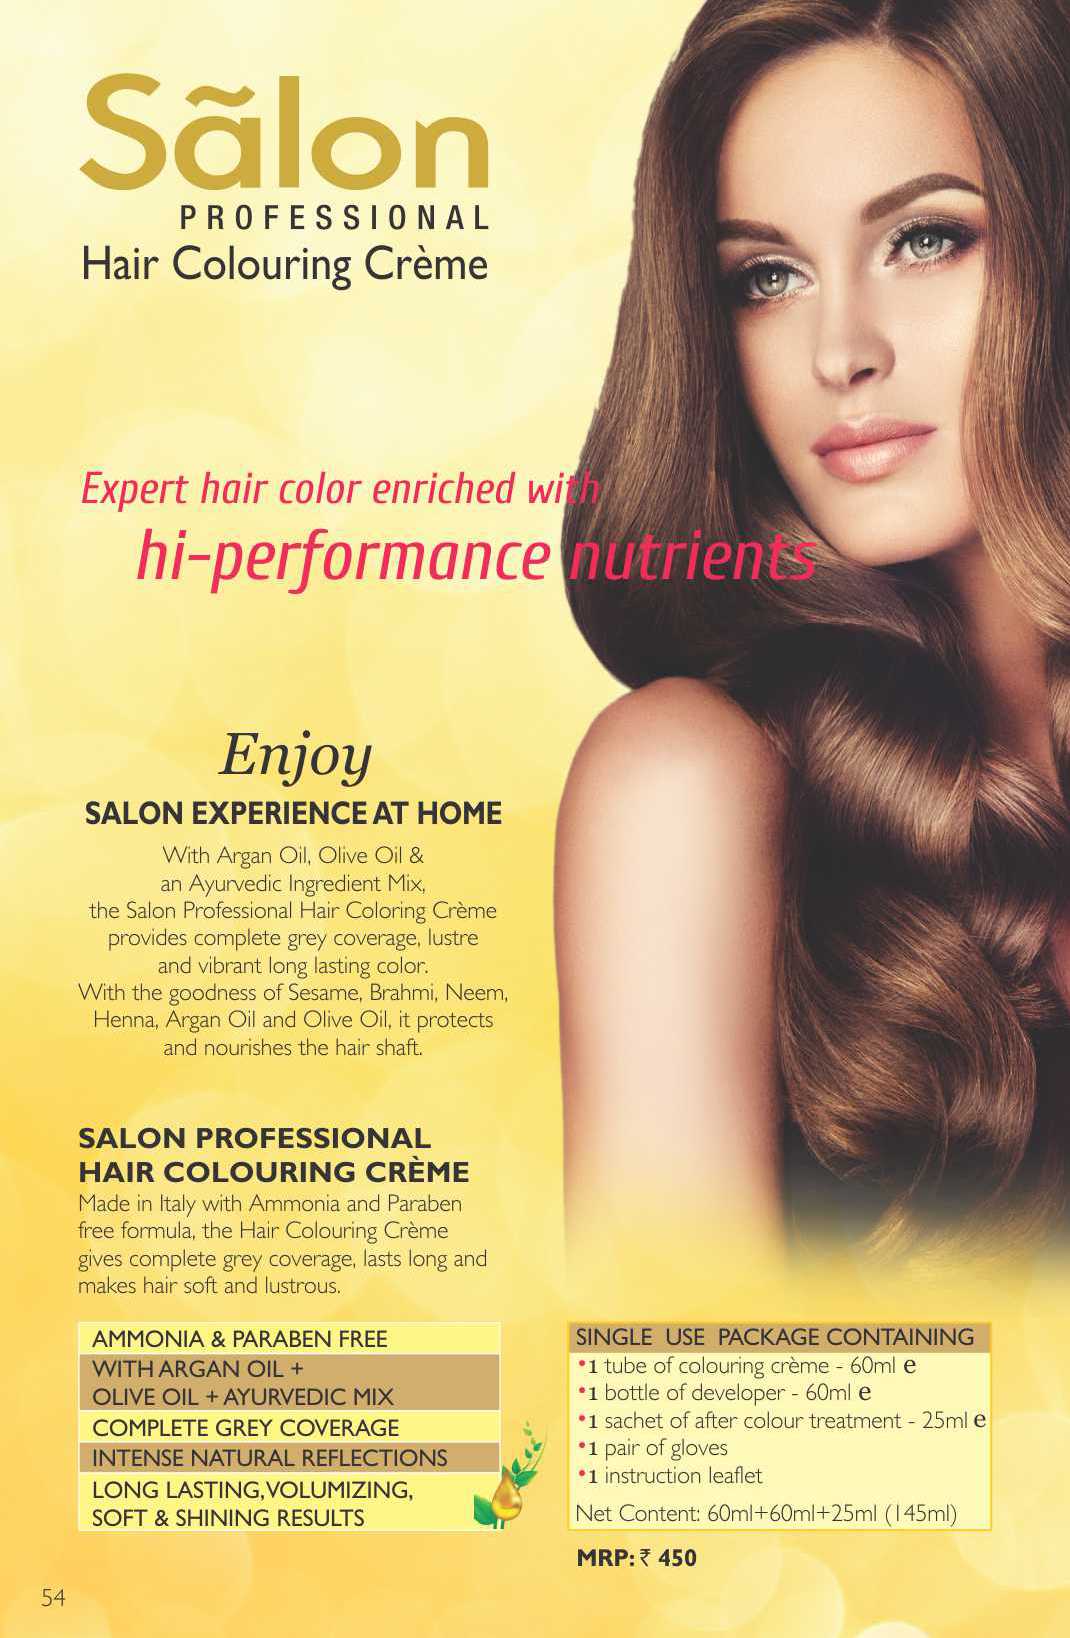 Sãlon
PROFESSIONAL
Hair Colouring Crème
Expert hair color enriched with
hi-performance nutrients
Enjoy
SALON EXPERIENCE AT HOME
With Argan Oil, Olive Oil &
an Ayurvedic Ingredient Mix,
the Salon Professional Hair Coloring Crème
provides complete grey coverage, lustre
and vibrant long lasting color.
With the goodness of Sesame, Brahmi, Neem,
Henna, Argan Oil and Olive Oil, it protects
and nourishes the hair shaft.
SALON PROFESSIONAL
HAIR COLOURING CRÈME
Made in Italy with Ammonia and Paraben
free formula, the Hair Colouring Crème
gives complete grey coverage, lasts long and
makes hair soft and lustrous.
AMMONIA & PARABEN FREE
WITH ARGAN OIL +
OLIVE OIL + AYURVEDIC MIX
COMPLETE GREY COVERAGE
INTENSE NATURAL REFLECTIONS
LONG LASTING, VOLUMIZING,
SOFT & SHINING RESULTS
SINGLE USE PACKAGE CONTAINING
•1 tube of colouring crème - 60ml e
•1 bottle of developer - 60ml e
•1 sachet of after colour treatment - 25ml e
•1 pair of gloves
•1 instruction leaflet
Net Content: 60ml+60ml+25ml (145ml)
MRP: ₹ 450
54